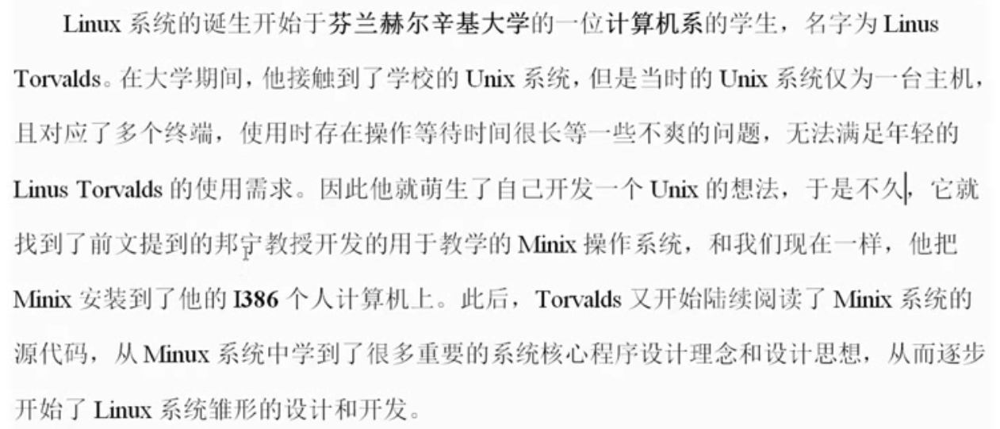 Linux 系统的诞生开始于芬兰赫尔辛基大学的一位计算机系的学生，名字为 Linus
Torvalds。在大学期间，他接触到了学校的 Unix 系统，但是当时的 Unix 系统仅为一台主机，
且对应了多个终端，使用时存在操作等待时间很长等一些不爽的问题，无法满足年轻的
Linus Torvalds 的使用需求。因此他就萌生了自己开发一个 Unix 的想法，于是不久，它就
找到了前文提到的邦宁教授开发的用于教学的 Minix 操作系统，和我们现在一样，他把
Minix 安装到了他的 I386 个人计算机上。此后，Torvalds 又开始陆续阅读了 Minix 系统的
源代码，从 Minux 系统中学到了很多重要的系统核心程序设计理念和设计思想，从而逐步
开始了 Linux 系统雏形的设计和开发。